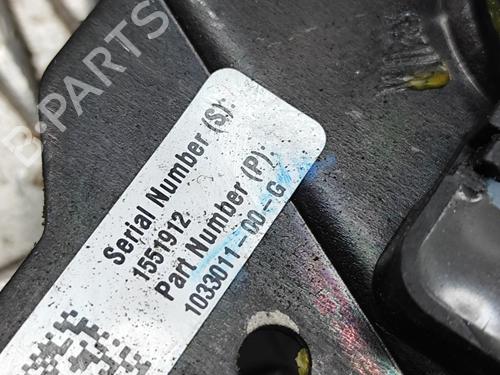 B-PARTS
Serial Number (S):
1551912
Part Number (P):
1033011-00-G